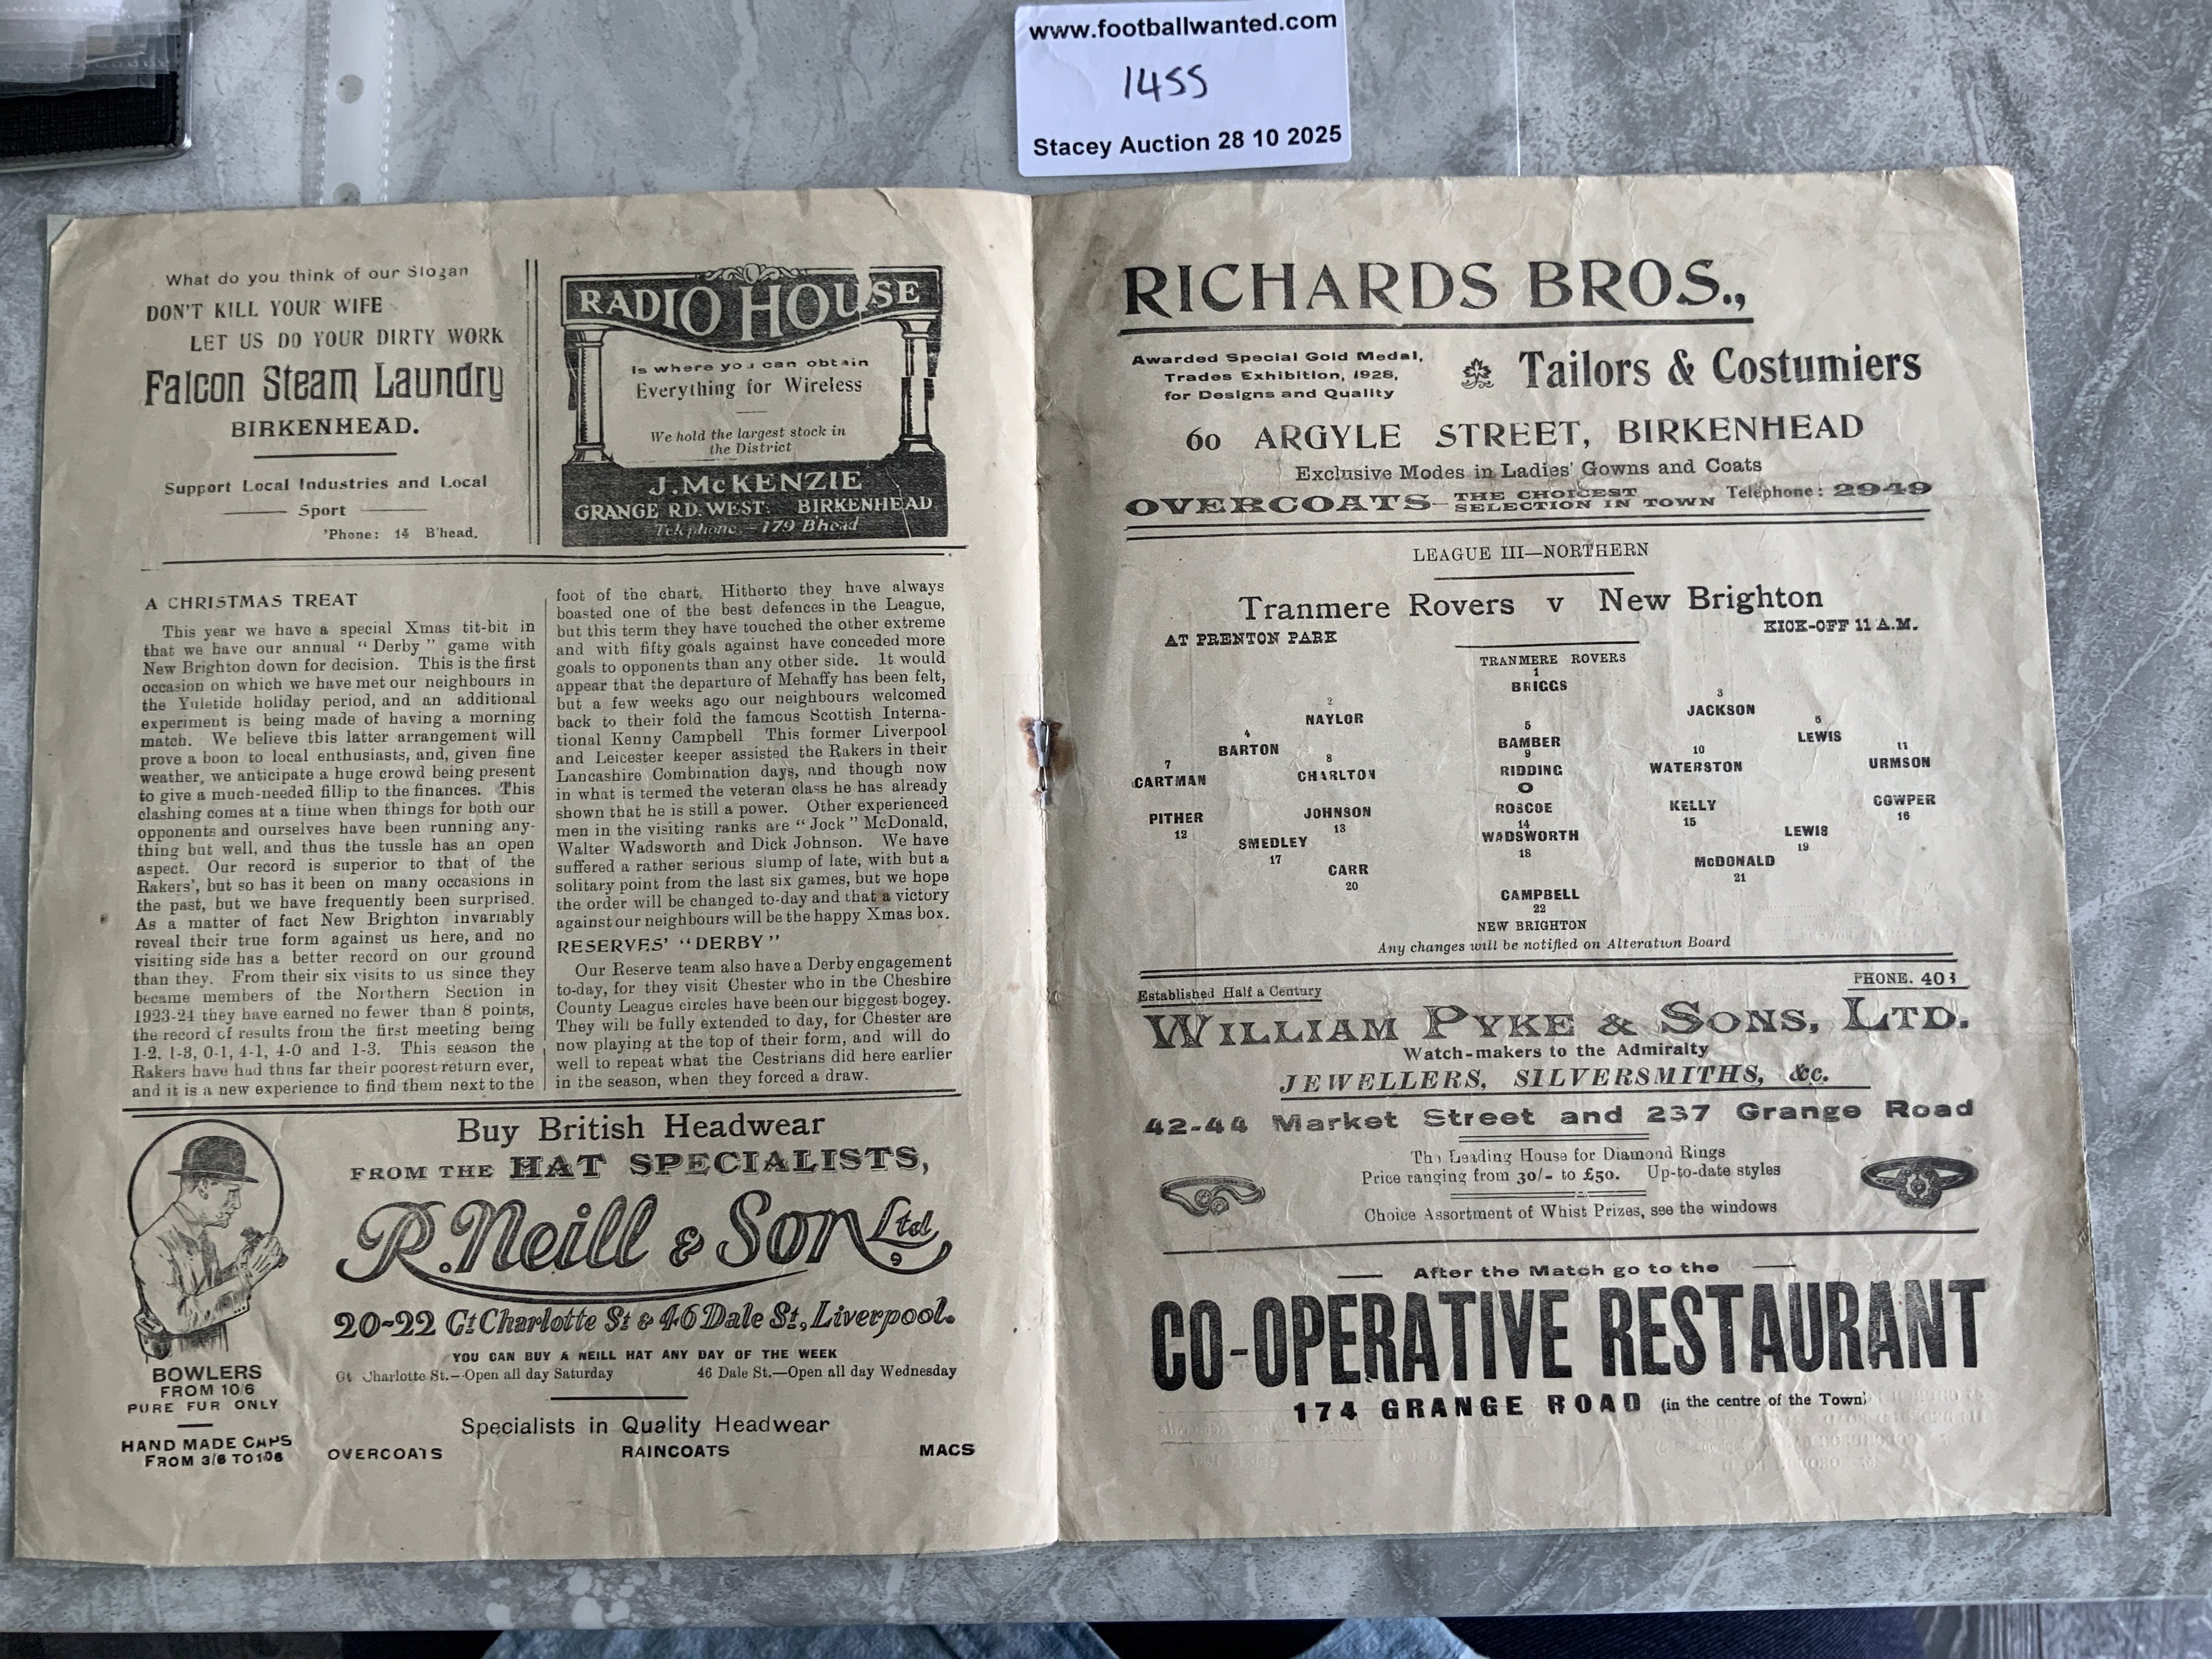 www.footballwanted.com
1455
Stacey Auction 28 10 2025
What do you think of our Slogan
DON'T KILL YOUR WIFE
LET US DO YOUR DIRTY WORK
Falcon Steam Laundry
BIRKENHEAD.
Support Local Industries and Local
Sport
'Phone: 14 B'head.
RADIO HOUSE
Is where you can obtain
Everything for Wireless
We hold the largest stock in
the District
J. McKENZIE
GRANGE RD. WEST: BIRKENHEAD
Telephone – 179 B'head
A CHRISTMAS TREAT
This year we have a special Xmas tit-bit in
that we have our annual "Derby" game with
New Brighton down for decision. This is the first
occasion on which we have met our neighbours in
the Yuletide holiday period, and an additional
experiment is being made of having a morning
match. We believe this latter arrangement will
prove a boon to local enthusiasts, and, given fine
weather, we anticipate a huge crowd being present
to give a much-needed fillip to the finances. This
clashing comes at a time when things for both our
opponents and ourselves have been running any-
thing but well, and thus the tussle has an open
aspect. Our record is superior to that of the
Rakers', but so has it been on many occasions in
the past, but we have frequently been surprised.
As a matter of fact New Brighton invariably
reveal their true form against us here, and no
visiting side has a better record on our ground
than they. From their six visits to us since they
became members of the Northern Section in
1923-24 they have earned no fewer than 8 points,
the record of results from the first meeting being
1-2, 1-3, 0-1, 4-1, 4-0 and 1-3. This season the
Rakers have had thus far their poorest return ever,
and it is a new experience to find them next to the
foot of the chart. Hitherto they have always
boasted one of the best defences in the League,
but this term they have touched the other extreme
and with fifty goals against have conceded more
goals to opponents than any other side. It would
appear that the departure of Mehaffy has been felt,
but a few weeks ago our neighbours welcomed
back to their fold the famous Scottish Interna-
tional Kenny Campbell This former Liverpool
and Leicester keeper assisted the Rakers in their
Lancashire Combination days, and though now
in what is termed the veteran class he has already
shown that he is still a power. Other experienced
men in the visiting ranks are "Jock" McDonald,
Walter Wadsworth and Dick Johnson. We have
suffered a rather serious slump of late, with but a
solitary point from the last six games, but we hope
the order will be changed to-day and that a victory
against our neighbours will be the happy Xmas box.
RESERVES' "DERBY"
Our Reserve team also have a Derby engagement
to-day, for they visit Chester who in the Cheshire
County League circles have been our biggest bogey.
They will be fully extended to day, for Chester are
now playing at the top of their form, and will do
well to repeat what the Cestrians did here earlier
in the season, when they forced a draw.
Buy British Headwear
FROM THE HAT SPECIALISTS,
R. Neill & Son Ltd,
20-22 Gt Charlotte St & 46 Dale St, Liverpool.
YOU CAN BUY A NEILL HAT ANY DAY OF THE WEEK
Gt Charlotte St.—Open all day Saturday 46 Dale St.—Open all day Wednesday
BOWLERS
FROM 10/6
PURE FUR ONLY
HAND MADE CAPS
FROM 3/6 TO 10 6
Specialists in Quality Headwear
OVERCOATS RAINCOATS MACS
RICHARDS BROS.,
Awarded Special Gold Medal,
Trades Exhibition, 1928,
for Designs and Quality
Tailors & Costumiers
60 ARGYLE STREET, BIRKENHEAD
Exclusive Modes in Ladies' Gowns and Coats
OVERCOATS—THE CHOICEST SELECTION IN TOWN Telephone: 2949
LEAGUE III—NORTHERN
Tranmere Rovers v New Brighton
AT PRENTON PARK KICK-OFF 11 A.M.
TRANMERE ROVERS
1
BRIGGS
2 3
NAYLOR JACKSON
4 5 6
BARTON BAMBER LEWIS
7 8 9 10 11
CARTMAN CHARLTON RIDDING WATERSTON URMSON
O
PITHER JOHNSON ROSCOE KELLY COWPER
12 13 14 15 16
SMEDLEY WADSWORTH LEWIS
17 18 19
CARR McDONALD
20 21
CAMPBELL
22
NEW BRIGHTON
Any changes will be notified on Alteration Board
Established Half a Century PHONE. 403
WILLIAM PYKE & SONS, LTD.
Watch-makers to the Admiralty
JEWELLERS, SILVERSMITHS, &c.
42-44 Market Street and 237 Grange Road
The Leading House for Diamond Rings
Price ranging from 30/- to £50. Up-to-date styles
Choice Assortment of Whist Prizes, see the windows
After the Match go to the
CO-OPERATIVE RESTAURANT
174 GRANGE ROAD (in the centre of the Town)